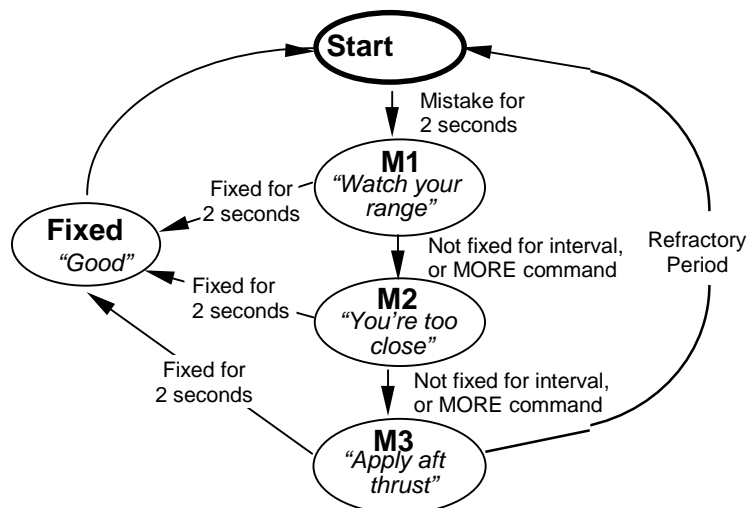 Start
Mistake for
2 seconds
M1
“Watch your
range”
Fixed for
2 seconds
Fixed
“Good”
Not fixed for interval,
or MORE command
Refractory
Period
Fixed for
2 seconds
M2
“You're too
close”
Fixed for
2 seconds
Not fixed for interval,
or MORE command
M3
“Apply aft
thrust”